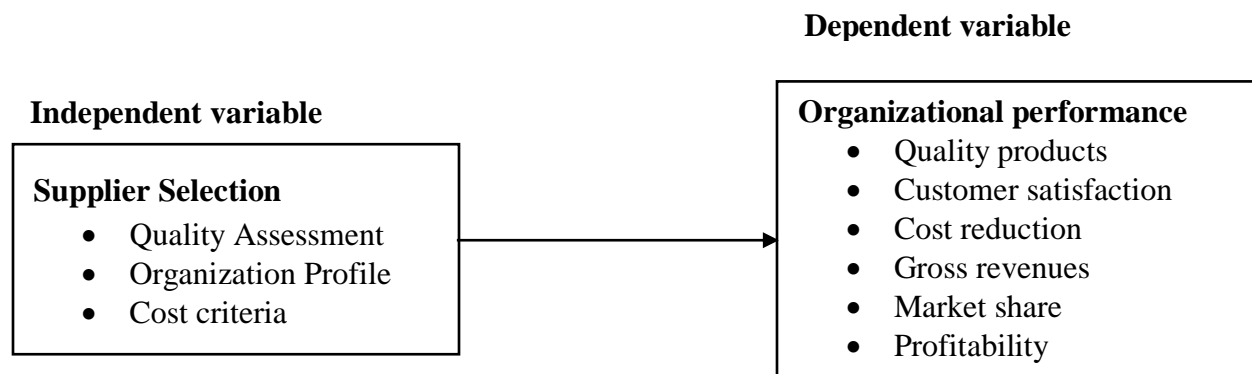 Independent variable
Supplier Selection
• Quality Assessment
• Organization Profile
• Cost criteria
Dependent variable
Organizational performance
• Quality products
• Customer satisfaction
• Cost reduction
• Gross revenues
• Market share
• Profitability